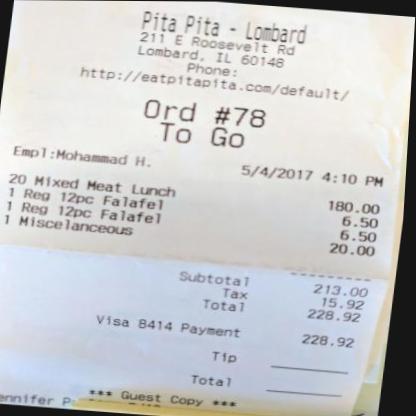 Pita Pita - Lombard
211 E Roosevelt Rd
Lombard, IL 60148
Phone:
http://eatpitapita.com/default/
Ord #78
To Go
Empl:Mohammad H.
5/4/2017 4:10 PM
20 Mixed Meat Lunch 180.00
1 Reg 12pc Falafel 6.50
1 Reg 12pc Falafel 6.50
1 Miscelanceous 20.00
Subtotal 213.00
Tax 15.92
Total 228.92
Visa 8414 Payment 228.92
Tip
Total
*** Guest Copy ***